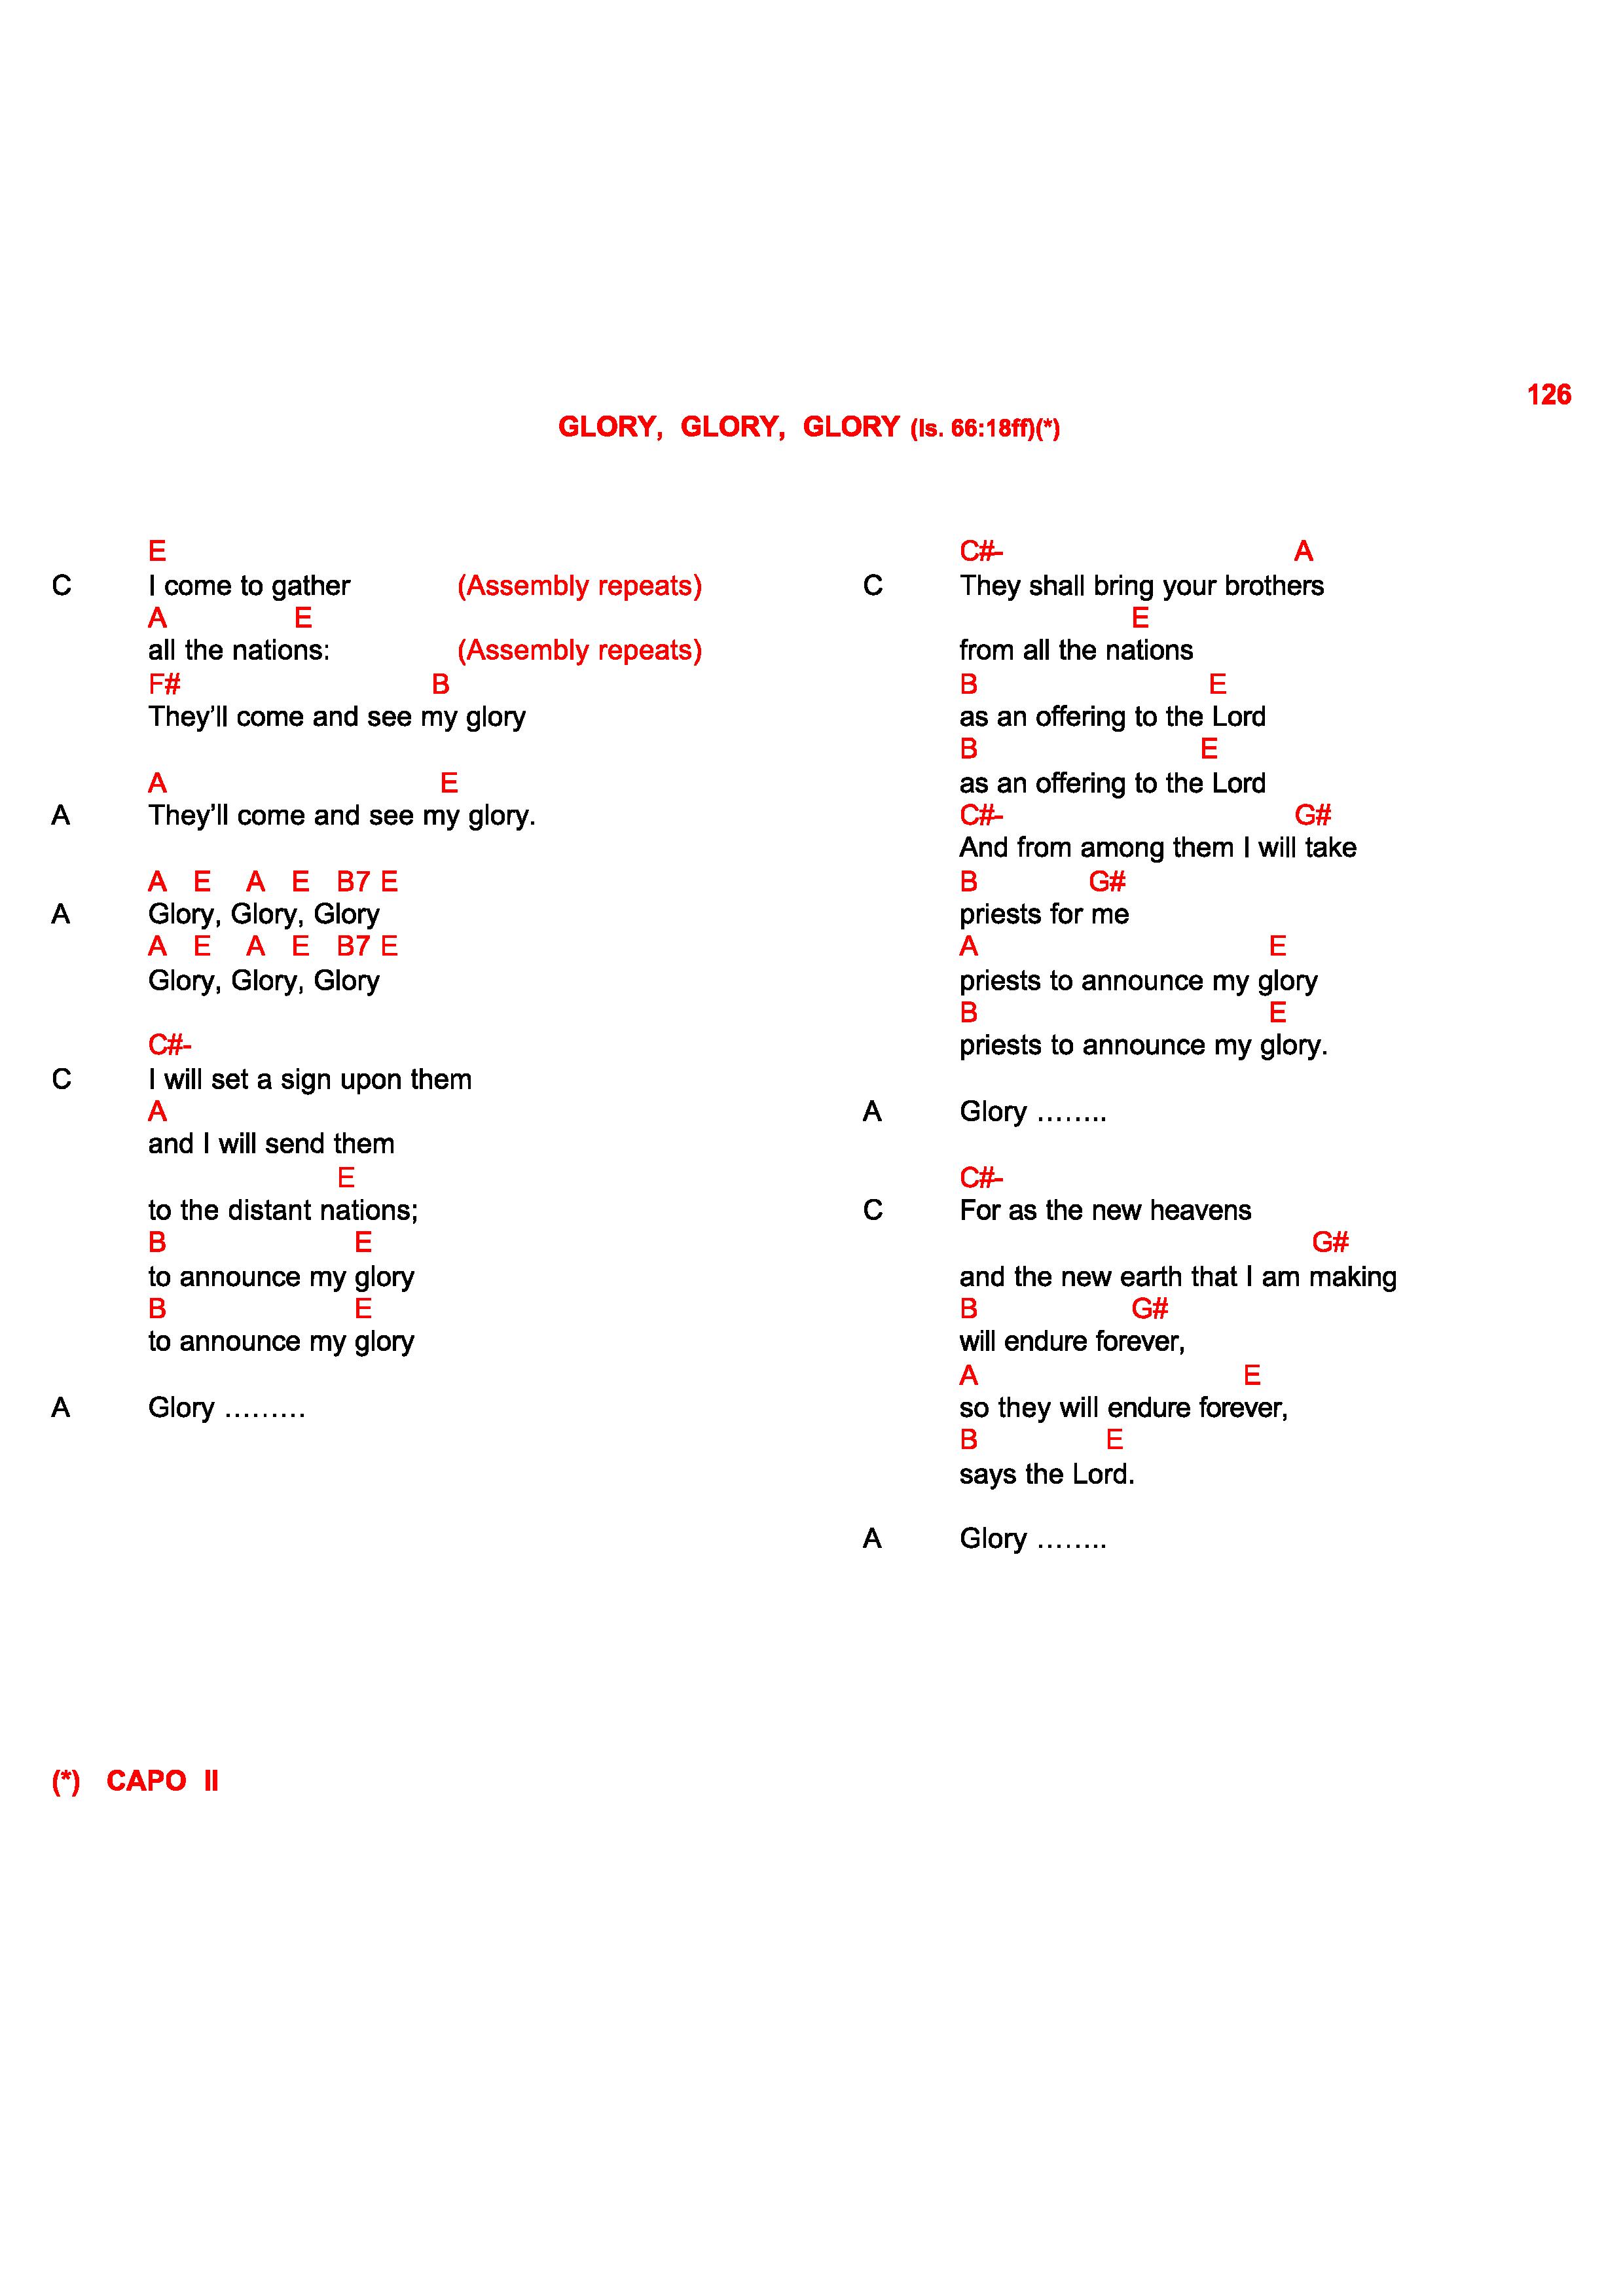 126
GLORY, GLORY, GLORY (Is. 66:18ff)(*)
E
C I come to gather (Assembly repeats)
A E
all the nations: (Assembly repeats)
F# B
They’ll come and see my glory
A E
A They’ll come and see my glory.
A E A E B7 E
A Glory, Glory, Glory
A E A E B7 E
Glory, Glory, Glory
C#-
C I will set a sign upon them
A
and I will send them
E
to the distant nations;
B E
to announce my glory
B E
to announce my glory
A Glory ………
C#- A
C They shall bring your brothers
E
from all the nations
B E
as an offering to the Lord
B E
as an offering to the Lord
C#- G#
And from among them I will take
B G#
priests for me
A E
priests to announce my glory
B E
priests to announce my glory.
A Glory ……..
C#-
C For as the new heavens
G#
and the new earth that I am making
B G#
will endure forever,
A E
so they will endure forever,
B E
says the Lord.
A Glory ……..
(*) CAPO II